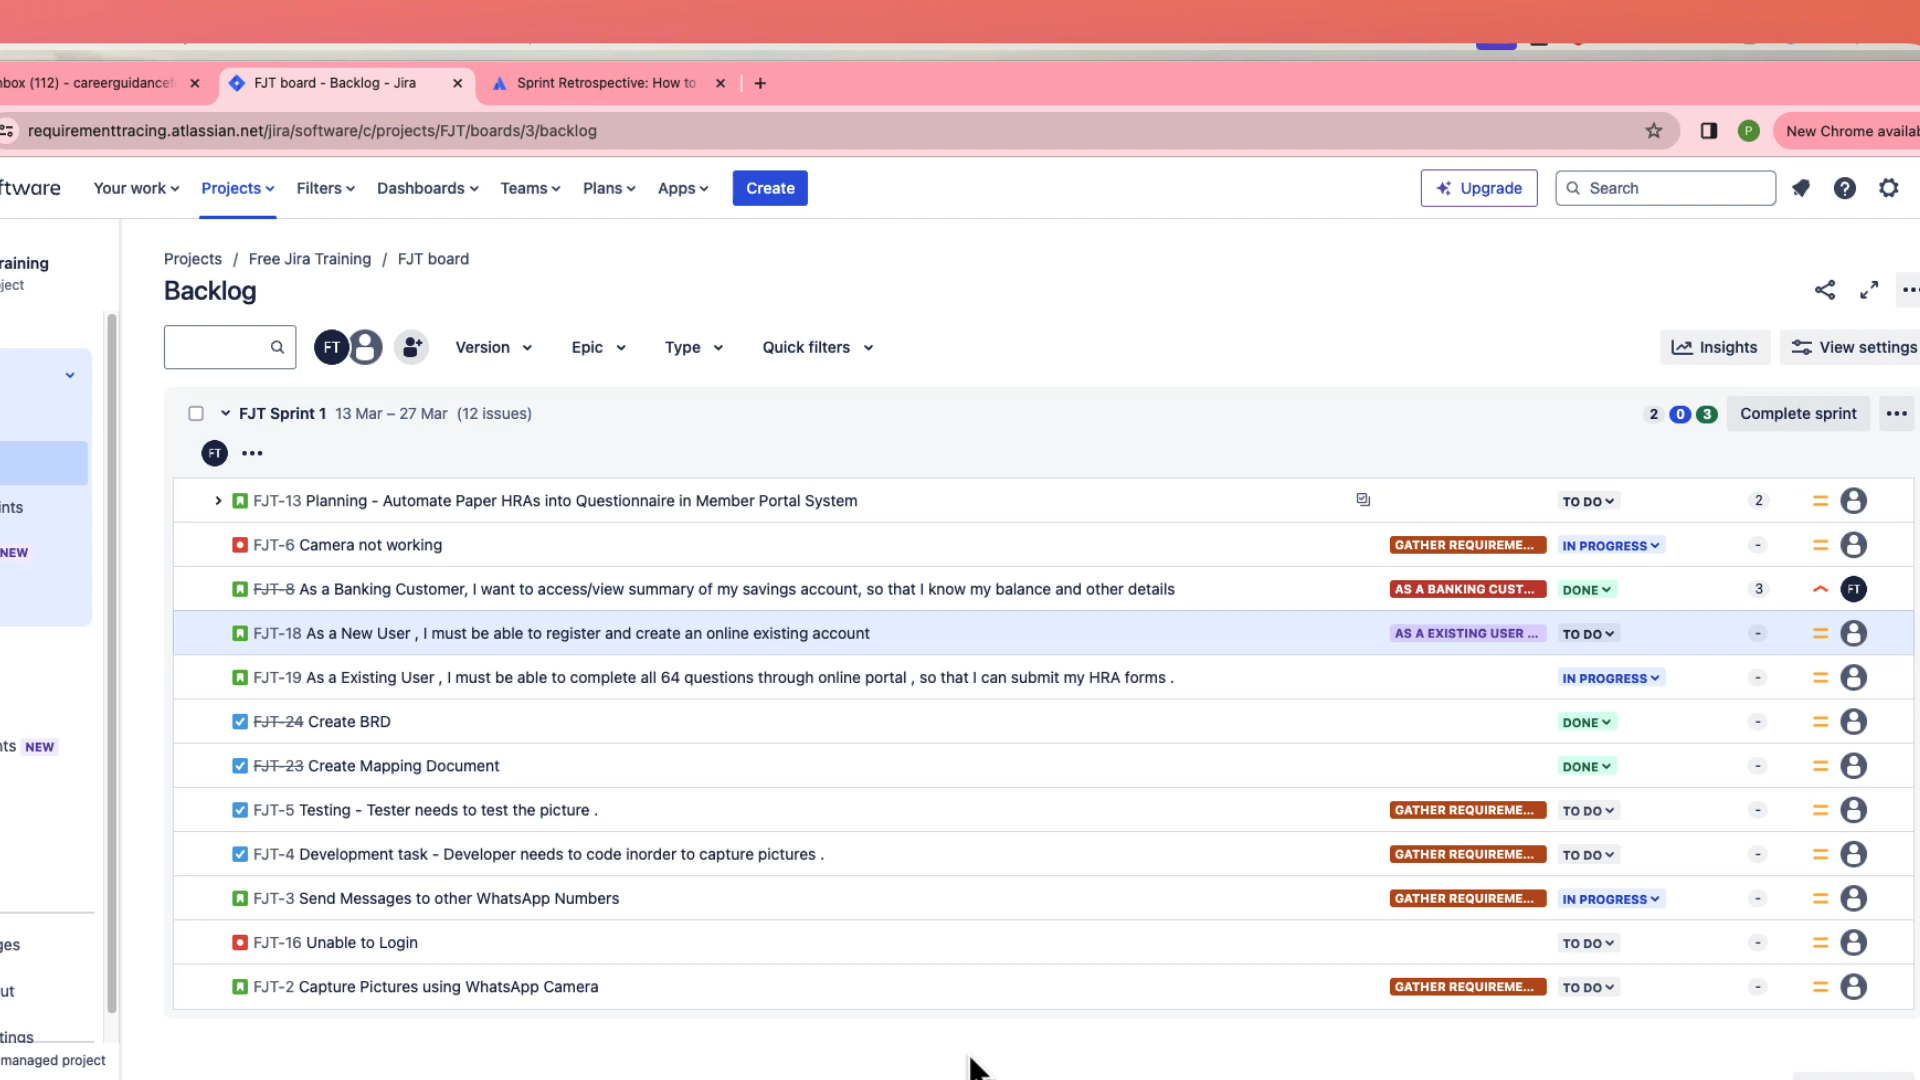 nbox (112) - careerguidancef
FJT board - Backlog - Jira
Sprint Retrospective: How to
requirementtracing.atlassian.net/jira/software/c/projects/FJT/boards/3/backlog
P
New Chrome availab
ftware
Your work
Projects
Filters
Dashboards
Teams
Plans
Apps
Create
Upgrade
Search
raining
ject
nts
NEW
nts NEW
ges
ut
tings
managed project
Projects / Free Jira Training / FJT board
Backlog
FT
Version
Epic
Type
Quick filters
Insights
View settings
FJT Sprint 1 13 Mar – 27 Mar (12 issues)
2 0 3 Complete sprint •••
FT •••
FJT-13 Planning - Automate Paper HRAs into Questionnaire in Member Portal System TO DO 2
FJT-6 Camera not working GATHER REQUIREME... IN PROGRESS -
FJT-8 As a Banking Customer, I want to access/view summary of my savings account, so that I know my balance and other details AS A BANKING CUST... DONE 3 FT
FJT-18 As a New User , I must be able to register and create an online existing account AS A EXISTING USER ... TO DO -
FJT-19 As a Existing User , I must be able to complete all 64 questions through online portal , so that I can submit my HRA forms . IN PROGRESS -
FJT-24 Create BRD DONE -
FJT-23 Create Mapping Document DONE -
FJT-5 Testing - Tester needs to test the picture . GATHER REQUIREME... TO DO -
FJT-4 Development task - Developer needs to code inorder to capture pictures . GATHER REQUIREME... TO DO -
FJT-3 Send Messages to other WhatsApp Numbers GATHER REQUIREME... IN PROGRESS -
FJT-16 Unable to Login TO DO -
FJT-2 Capture Pictures using WhatsApp Camera GATHER REQUIREME... TO DO -